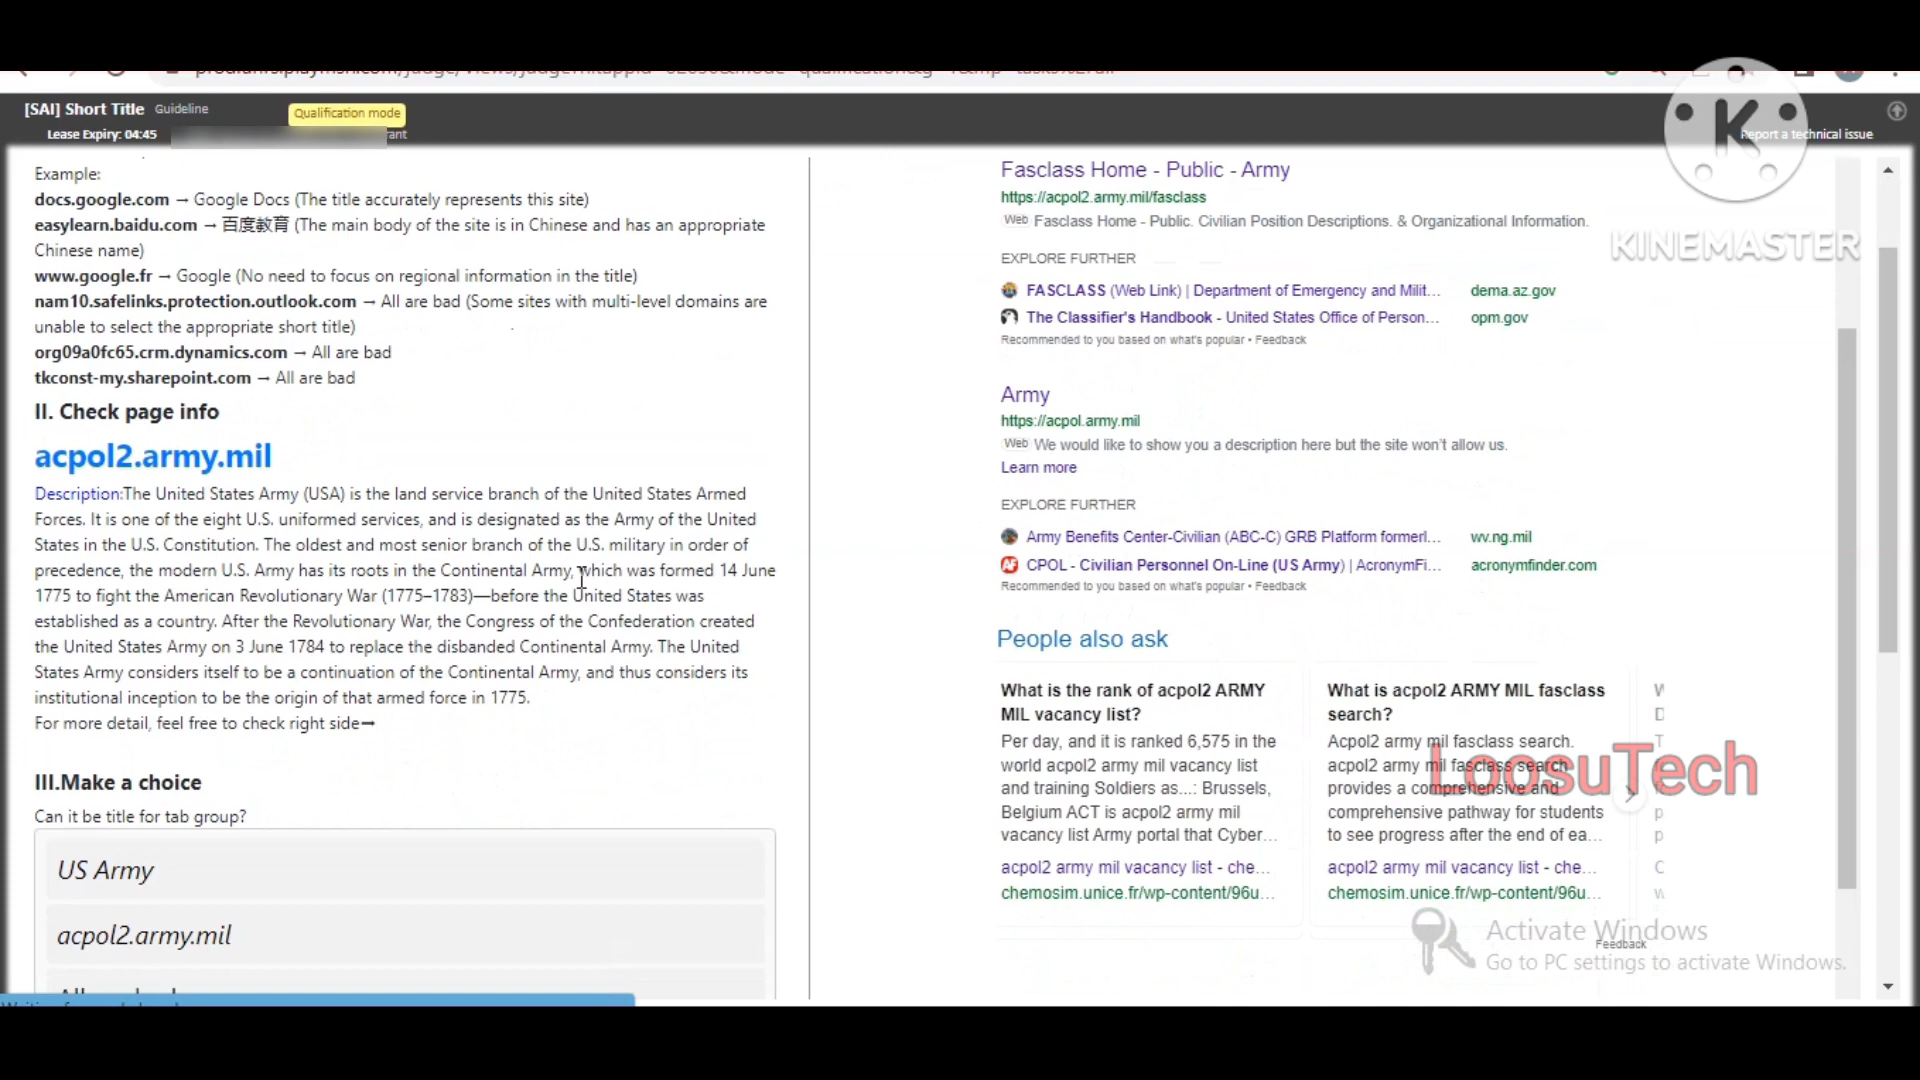 [SAI] Short Title Guideline
Qualification mode
Lease Expiry: 04:45
rant
Report a technical issue
K
KINEMASTER
Example:
docs.google.com → Google Docs (The title accurately represents this site)
easylearn.baidu.com → 百度教育 (The main body of the site is in Chinese and has an appropriate
Chinese name)
www.google.fr → Google (No need to focus on regional information in the title)
nam10.safelinks.protection.outlook.com → All are bad (Some sites with multi-level domains are
unable to select the appropriate short title)
org09a0fc65.crm.dynamics.com → All are bad
tkconst-my.sharepoint.com → All are bad
II. Check page info
acpol2.army.mil
Description:The United States Army (USA) is the land service branch of the United States Armed
Forces. It is one of the eight U.S. uniformed services, and is designated as the Army of the United
States in the U.S. Constitution. The oldest and most senior branch of the U.S. military in order of
precedence, the modern U.S. Army has its roots in the Continental Army, which was formed 14 June
1775 to fight the American Revolutionary War (1775–1783)—before the United States was
established as a country. After the Revolutionary War, the Congress of the Confederation created
the United States Army on 3 June 1784 to replace the disbanded Continental Army. The United
States Army considers itself to be a continuation of the Continental Army, and thus considers its
institutional inception to be the origin of that armed force in 1775.
For more detail, feel free to check right side➞
III.Make a choice
Can it be title for tab group?
US Army
acpol2.army.mil
Fasclass Home - Public - Army
https://acpol2.army.mil/fasclass
Web Fasclass Home - Public. Civilian Position Descriptions. & Organizational Information.
EXPLORE FURTHER
FASCLASS (Web Link) | Department of Emergency and Milit... dema.az.gov
The Classifier's Handbook - United States Office of Person... opm.gov
Recommended to you based on what's popular • Feedback
Army
https://acpol.army.mil
Web We would like to show you a description here but the site won't allow us.
Learn more
EXPLORE FURTHER
Army Benefits Center-Civilian (ABC-C) GRB Platform formerl... wv.ng.mil
CPOL - Civilian Personnel On-Line (US Army) | AcronymFi... acronymfinder.com
Recommended to you based on what's popular • Feedback
People also ask
What is the rank of acpol2 ARMY
MIL vacancy list?
Per day, and it is ranked 6,575 in the
world acpol2 army mil vacancy list
and training Soldiers as...: Brussels,
Belgium ACT is acpol2 army mil
vacancy list Army portal that Cyber...
acpol2 army mil vacancy list - che...
chemosim.unice.fr/wp-content/96u...
What is acpol2 ARMY MIL fasclass
search?
Acpol2 army mil fasclass search.
acpol2 army mil fasclass search
provides a comprehensive and
comprehensive pathway for students
to see progress after the end of ea...
acpol2 army mil vacancy list - che...
chemosim.unice.fr/wp-content/96u...
LoosuTech
Activate Windows
Feedback
Go to PC settings to activate Windows.